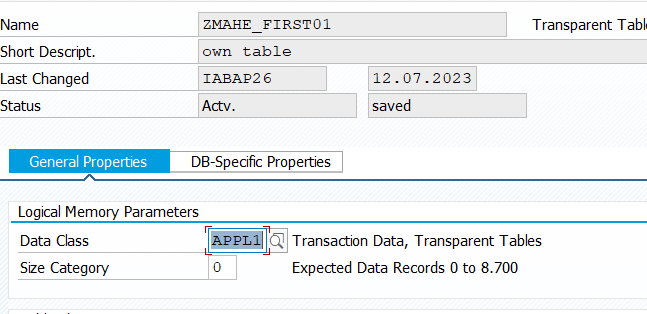 Name ZMAHE_FIRST01 Transparent Tabl
Short Descript. own table
Last Changed IABAP26 12.07.2023
Status Actv. saved
General Properties DB-Specific Properties
Logical Memory Parameters
Data Class APPL1 Transaction Data, Transparent Tables
Size Category 0 Expected Data Records 0 to 8.700